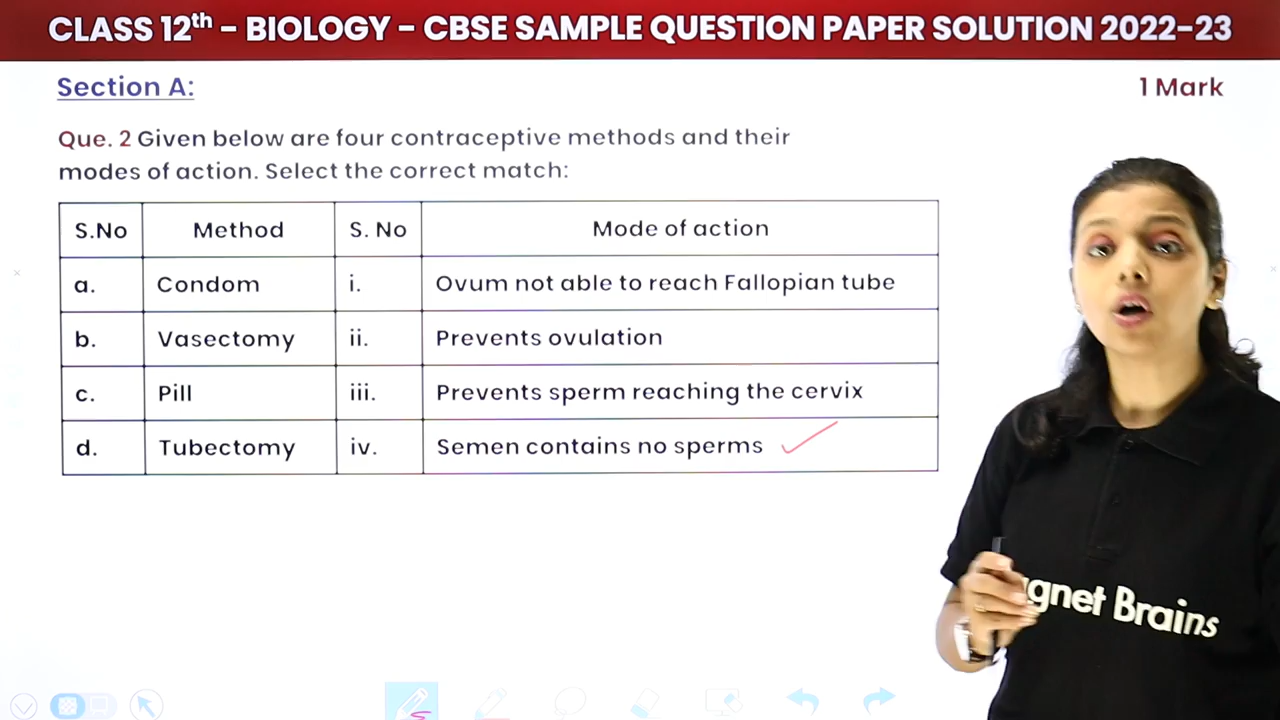 CLASS 12th – BIOLOGY – CBSE SAMPLE QUESTION PAPER SOLUTION 2022–23
Section A: 1 Mark
Que. 2 Given below are four contraceptive methods and their
modes of action. Select the correct match:
S.No Method S. No Mode of action
a. Condom i. Ovum not able to reach Fallopian tube
b. Vasectomy ii. Prevents ovulation
c. Pill iii. Prevents sperm reaching the cervix
d. Tubectomy iv. Semen contains no sperms
gnet Brains